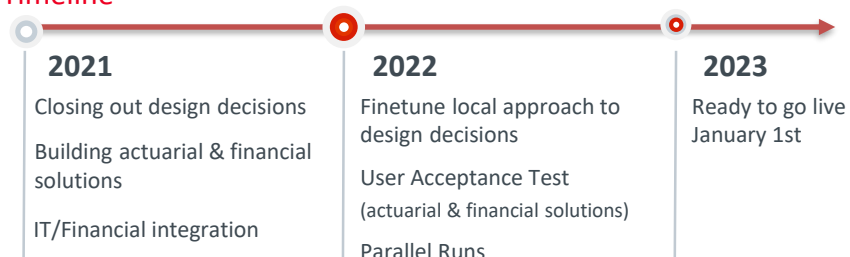 Timeline
2021
Closing out design decisions
Building actuarial & financial
solutions
IT/Financial integration
2022
Finetune local approach to
design decisions
User Acceptance Test
(actuarial & financial solutions)
Parallel Runs
2023
Ready to go live
January 1st